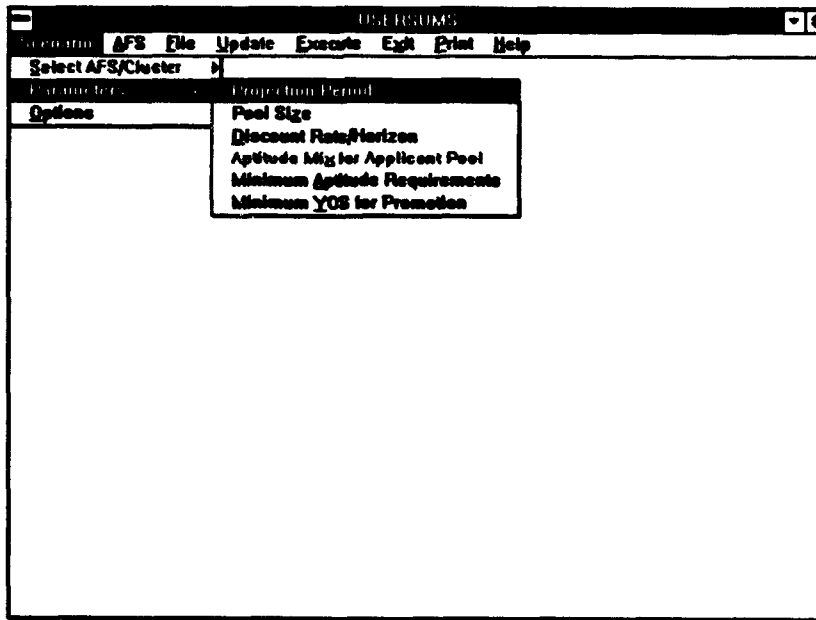 USERSUMS
Scenario AFS File Update Execute Exit Print Help
Select AFS/Cluster
Parameters Projection Period
Options Pool Size
Discount Rate/Horizon
Aptitude Mix for Applicant Pool
Minimum Aptitude Requirements
Minimum YOS for Promotion